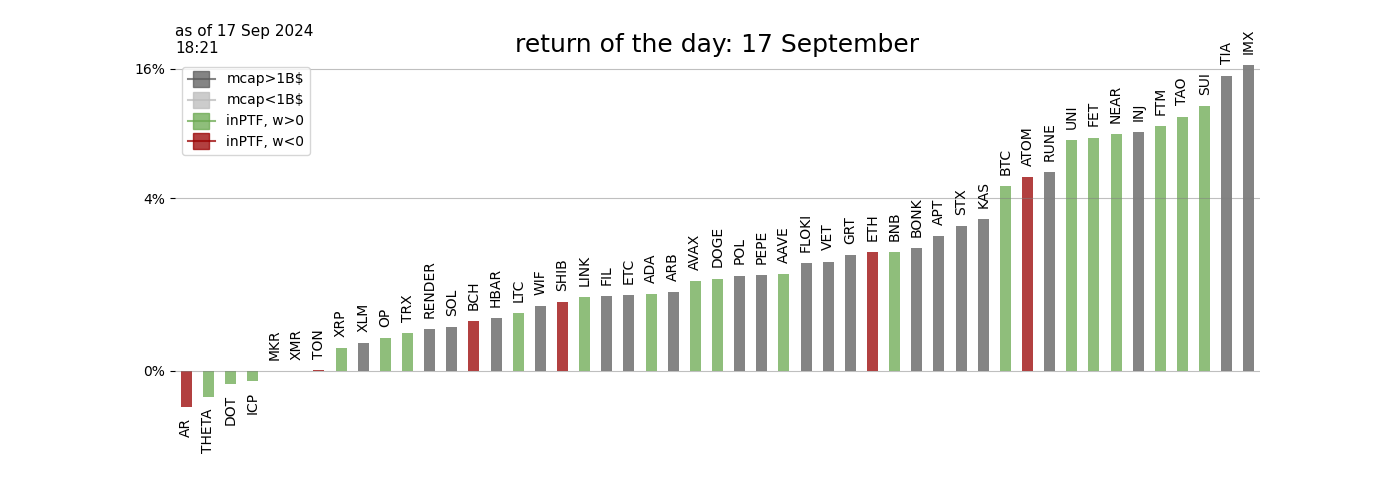 as of 17 Sep 2024
18:21
return of the day: 17 September
16%
4%
0%
mcap>1B$
mcap<1B$
inPTF, w>0
inPTF, w<0
AR
THETA
DOT
ICP
MKR
XMR
TON
XRP
XLM
OP
TRX
RENDER
SOL
BCH
HBAR
LTC
WIF
SHIB
LINK
FIL
ETC
ADA
ARB
AVAX
DOGE
POL
PEPE
AAVE
FLOKI
VET
GRT
ETH
BNB
BONK
APT
STX
KAS
BTC
ATOM
RUNE
UNI
FET
NEAR
INJ
FTM
TAO
SUI
TIA
IMX